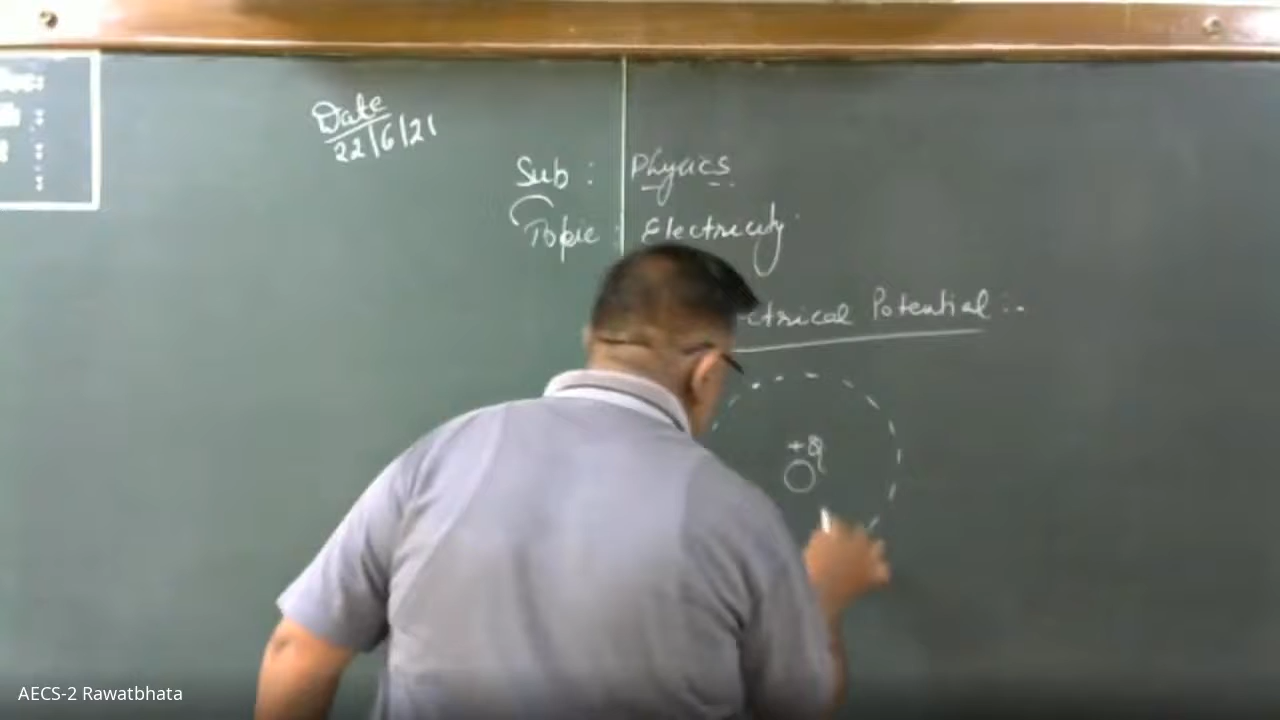 Date
22/6/21
Sub : Physics
Topic : Electricity
ctrical Potential :-
+Q
AECS-2 Rawatbhata